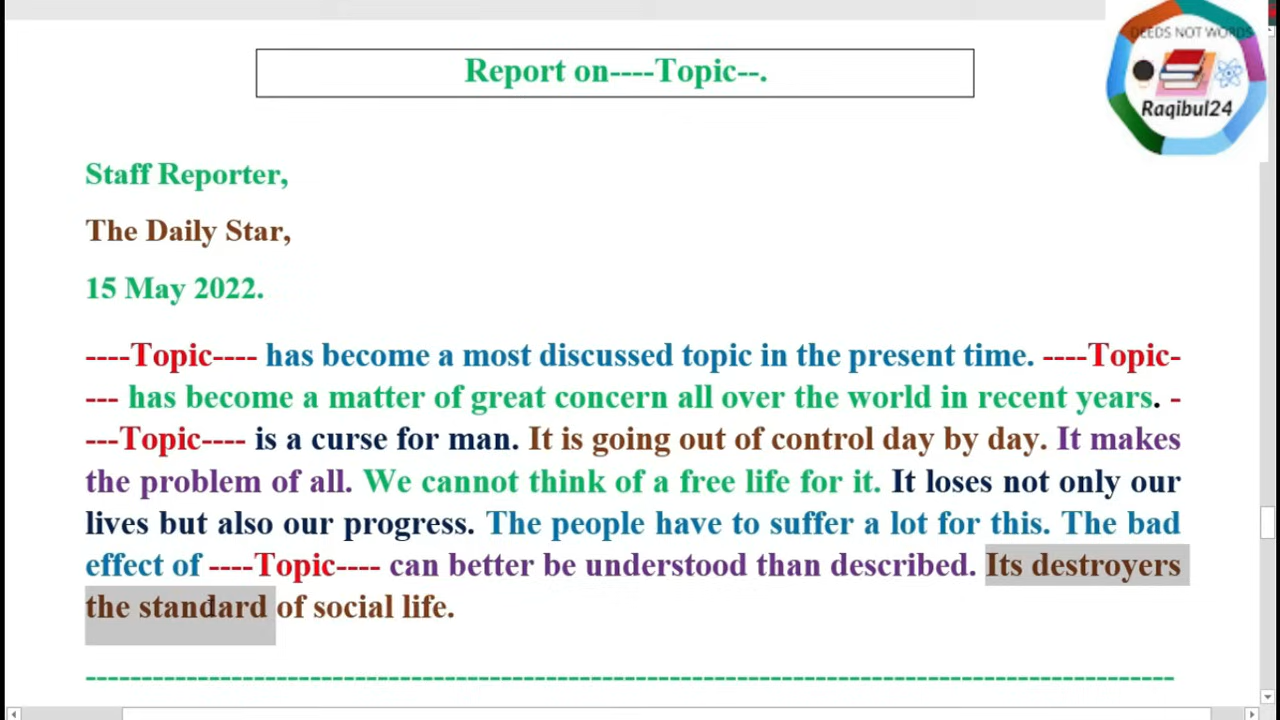 DEEDS NOT WORDS
Raqibul24
Report on----Topic--.
Staff Reporter,
The Daily Star,
15 May 2022.
----Topic---- has become a most discussed topic in the present time. ----Topic-
--- has become a matter of great concern all over the world in recent years. -
---Topic---- is a curse for man. It is going out of control day by day. It makes
the problem of all. We cannot think of a free life for it. It loses not only our
lives but also our progress. The people have to suffer a lot for this. The bad
effect of ----Topic---- can better be understood than described. Its destroyers
the standard of social life.